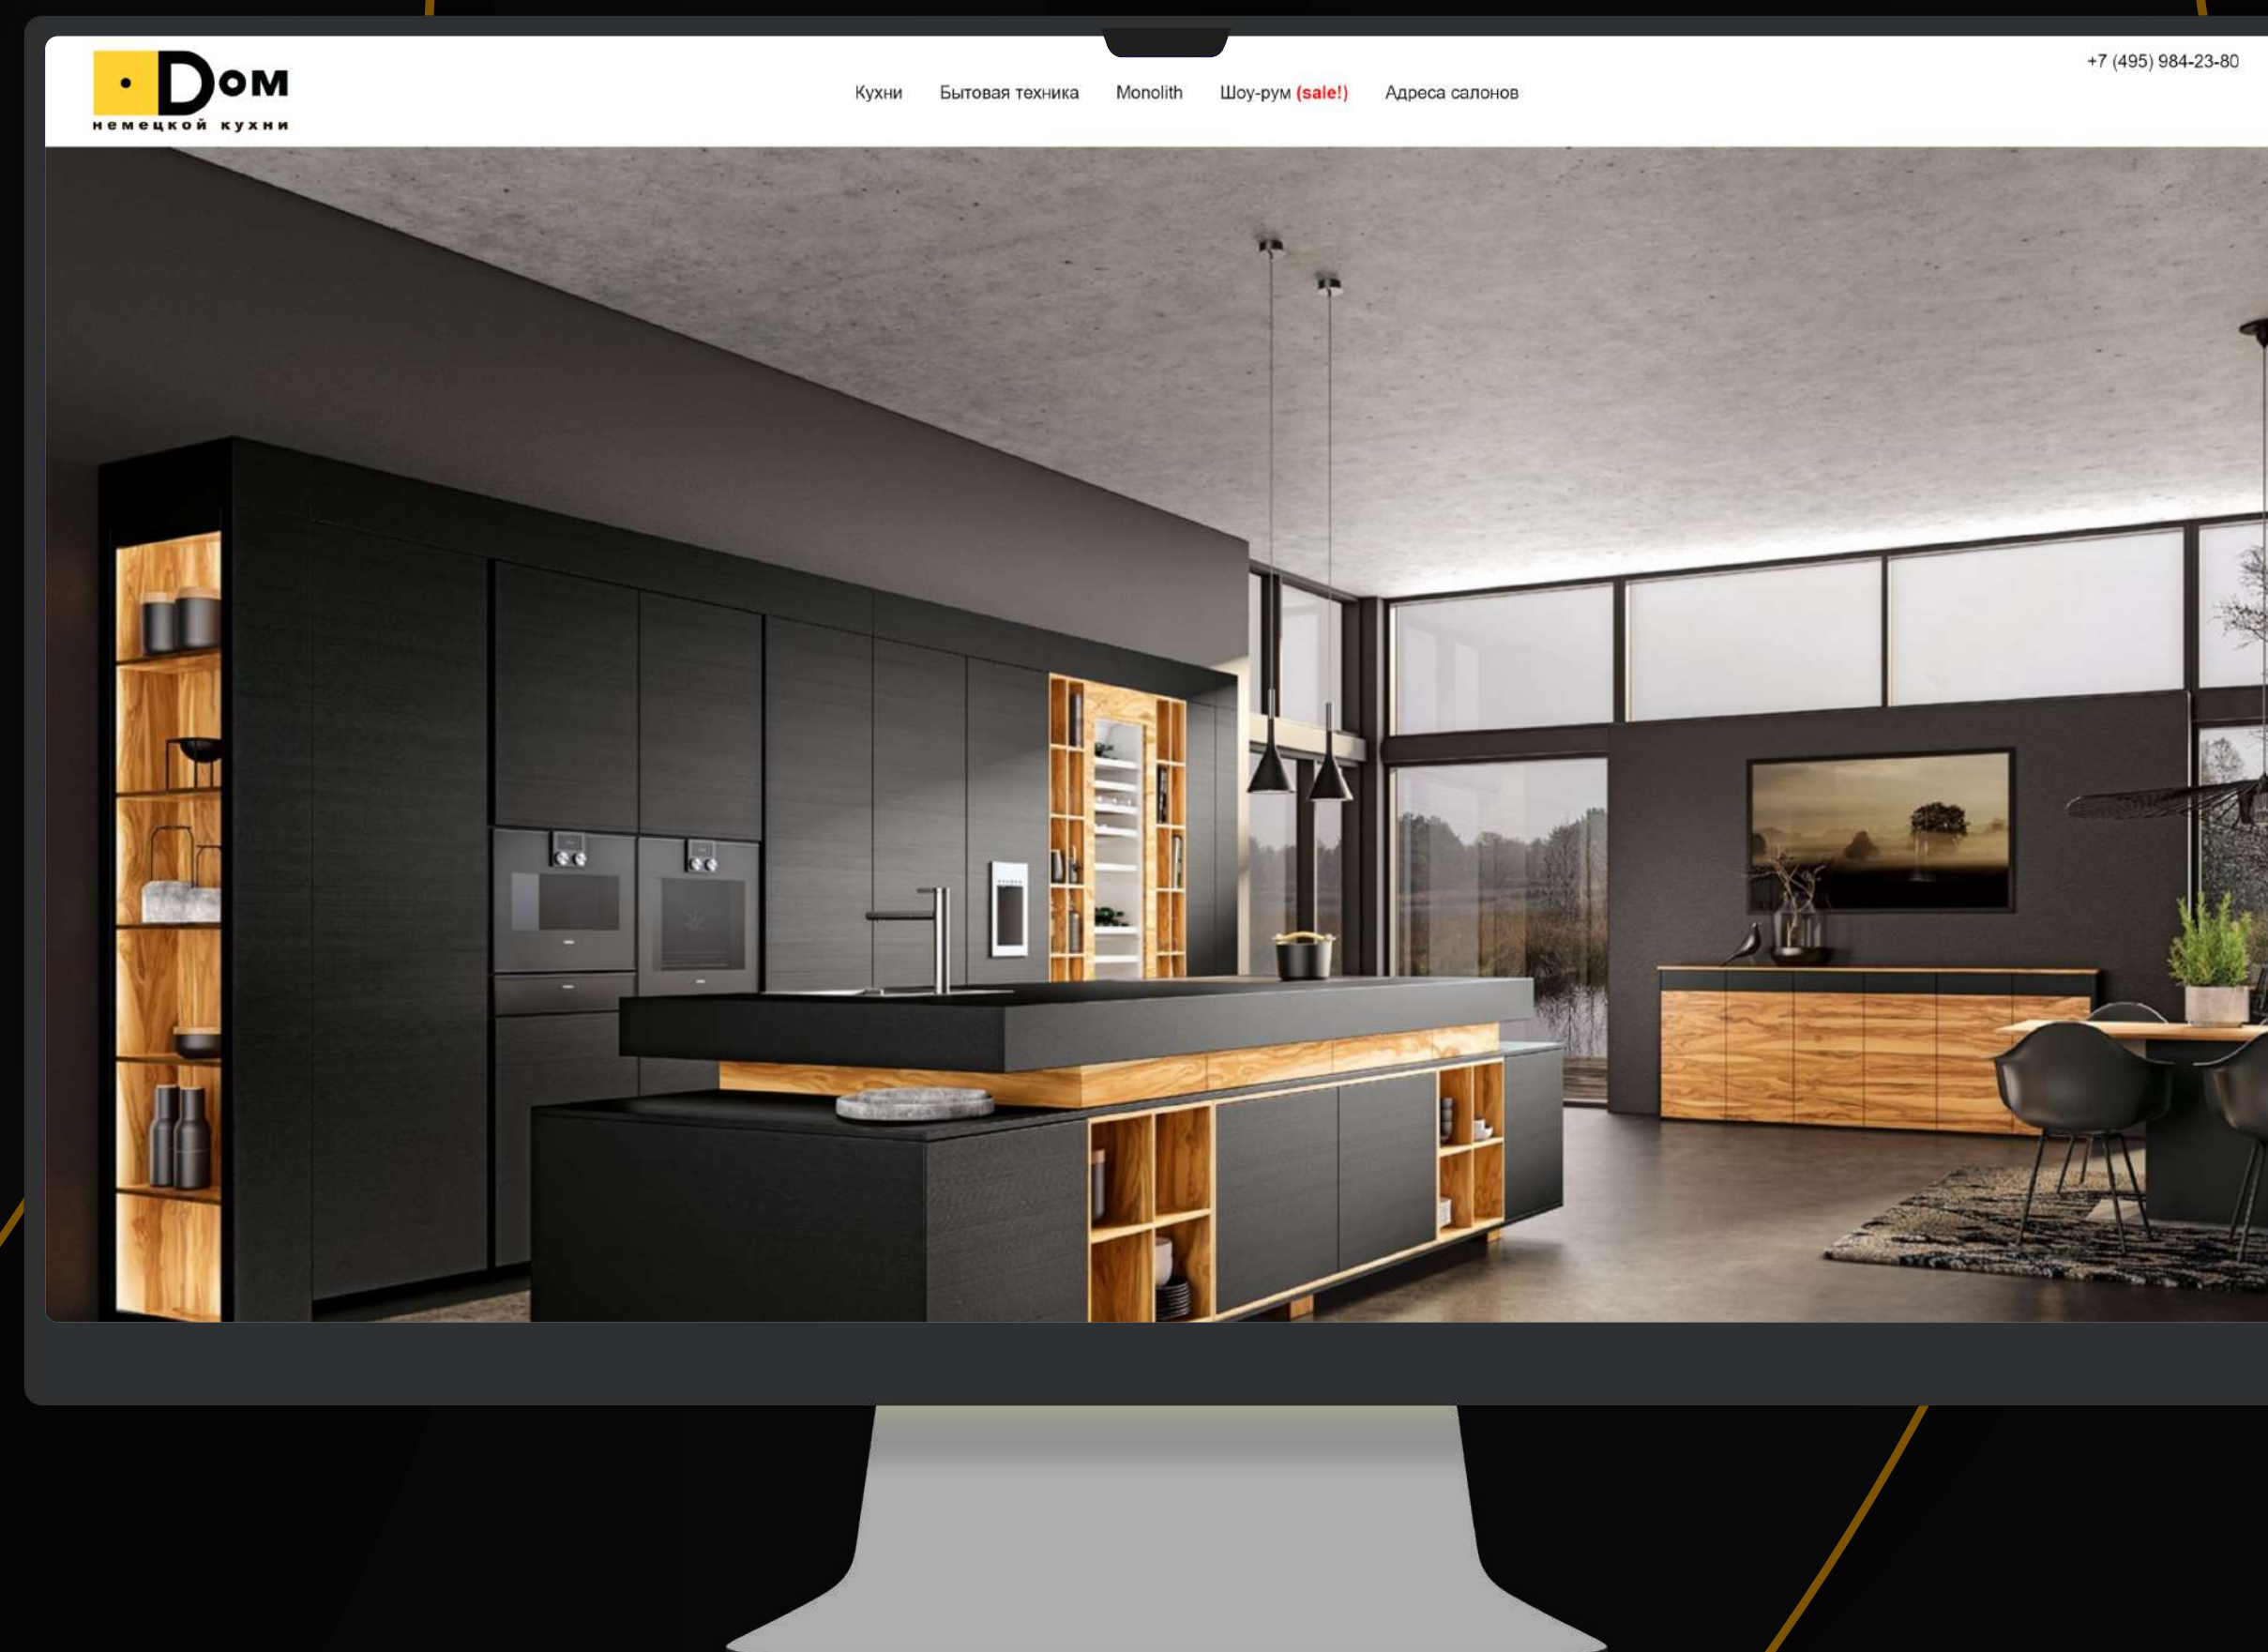 Dом
немецкой кухни
Кухни Бытовая техника Monolith Шоу-рум (sale!) Адреса салонов
+7 (495) 984-23-80